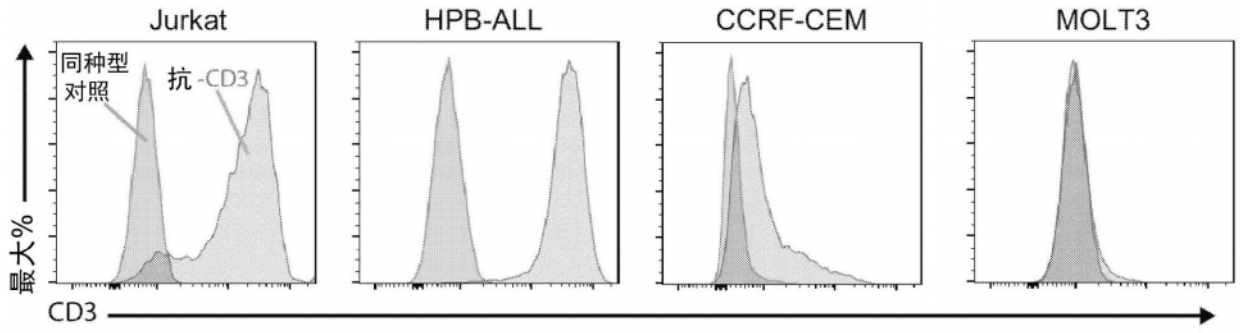 Jurkat
HPB-ALL
CCRF-CEM
MOLT3
同种型
对照
抗 -CD3
最大%
CD3